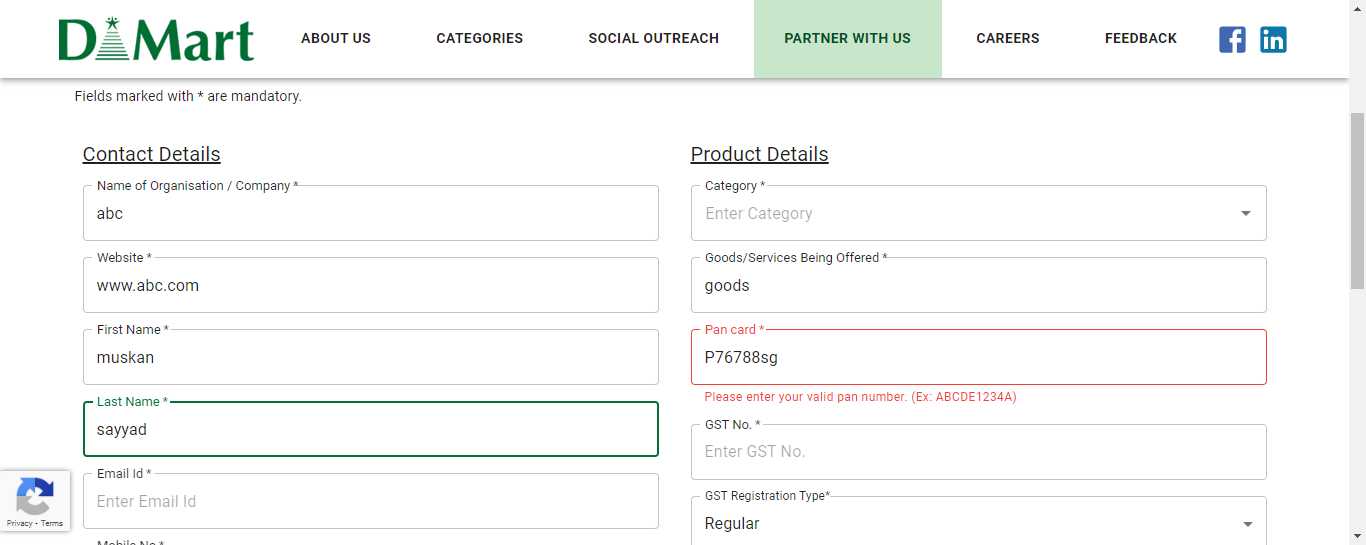 D Mart
ABOUT US
CATEGORIES
SOCIAL OUTREACH
PARTNER WITH US
CAREERS
FEEDBACK
Fields marked with * are mandatory.
Contact Details
Name of Organisation / Company *
abc
Website *
www.abc.com
First Name *
muskan
Last Name *
sayyad
Email Id *
Enter Email Id
Mobile No *
Product Details
Category *
Enter Category
Goods/Services Being Offered *
goods
Pan card *
P76788sg
Please enter your valid pan number. (Ex: ABCDE1234A)
GST No. *
Enter GST No.
GST Registration Type*
Regular
Privacy - Terms